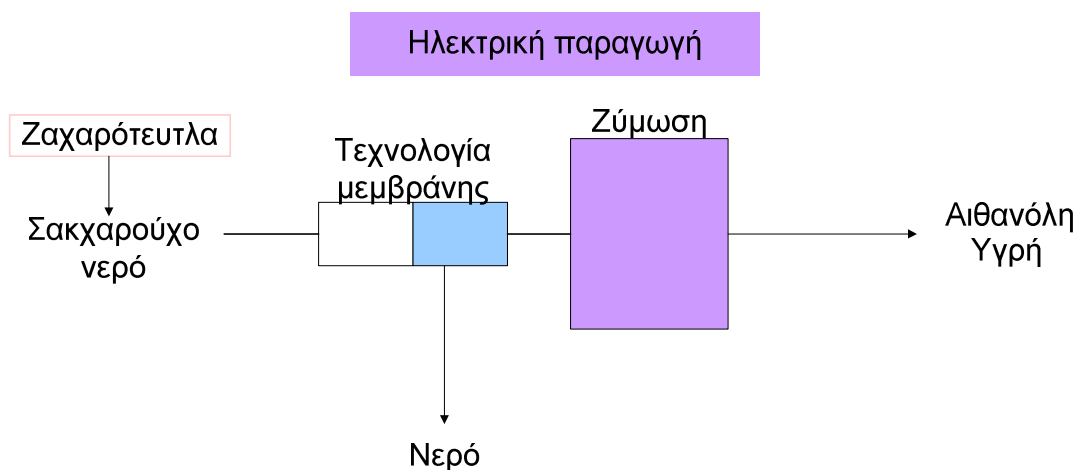 Ηλεκτρική παραγωγή
Ζαχαρότευτλα
Σακχαρούχο
νερό
Τεχνολογία
μεμβράνης
Ζύμωση
Αιθανόλη
Υγρή
Νερό